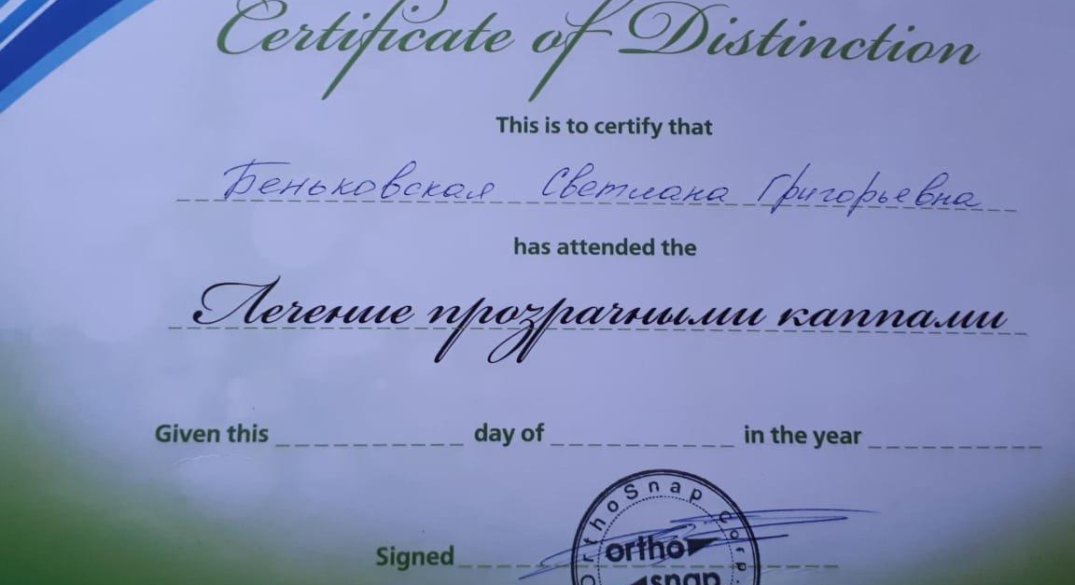 Certificate of Distinction
This is to certify that
Беньковская Светлана Григорьевна
has attended the
Лечение прозрачными каппами
Given this day of in the year
OrthoSnap Corp.
Signed
ortho
snap